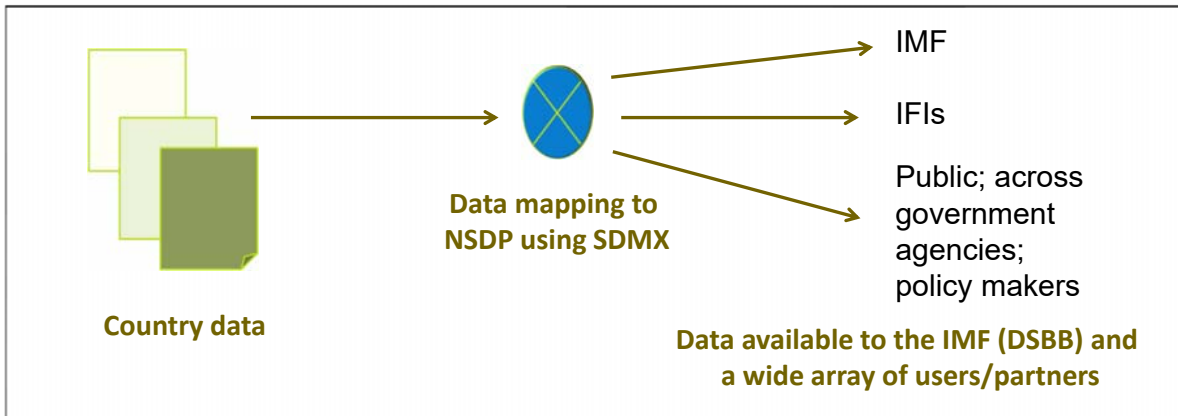 IMF
IFIs
Public; across
government
agencies;
policy makers
Data mapping to
NSDP using SDMX
Country data
Data available to the IMF (DSBB) and
a wide array of users/partners